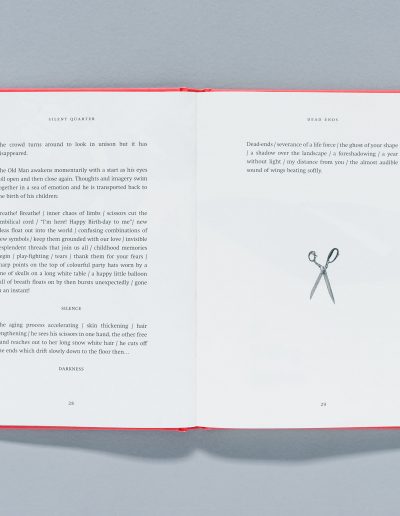 SILENT QUARTER
the crowd turns around to look in unison but it has
disappeared.
The Old Man awakens momentarily with a start as his eyes
roll open and then close again. Thoughts and imagery swim
together in a sea of emotion and he is transported back to
the birth of his children:
Breathe! Breathe! | inner chaos of limbs | scissors cut the
umbilical cord / "I'm here! Happy Birth-day to me"/ new
ideas float out into the world / confusing combinations of
new symbols / keep them grounded with our love / invisible
resplendent threads that join us all / childhood memories
begin | play-fighting / tears | thank them for your fears |
sharp points on the top of colourful party hats worn by a
line of skulls on a long white table / a happy little balloon
full of breath floats on by then bursts unexpectedly / gone
in an instant!
SILENCE
the aging process accelerating | skin thickening | hair
lengthening / he sees his scissors in one hand, the other free
hand reaches out to her long snow white hair / he cuts off
the ends which drift slowly down to the floor then...
DARKNESS
28
DEAD ENDS
Dead-ends / severance of a life force / the ghost of your shape
| a shadow over the landscape / a foreshadowing / a year
without light / my distance from you / the almost audible
sound of wings beating softly.
29